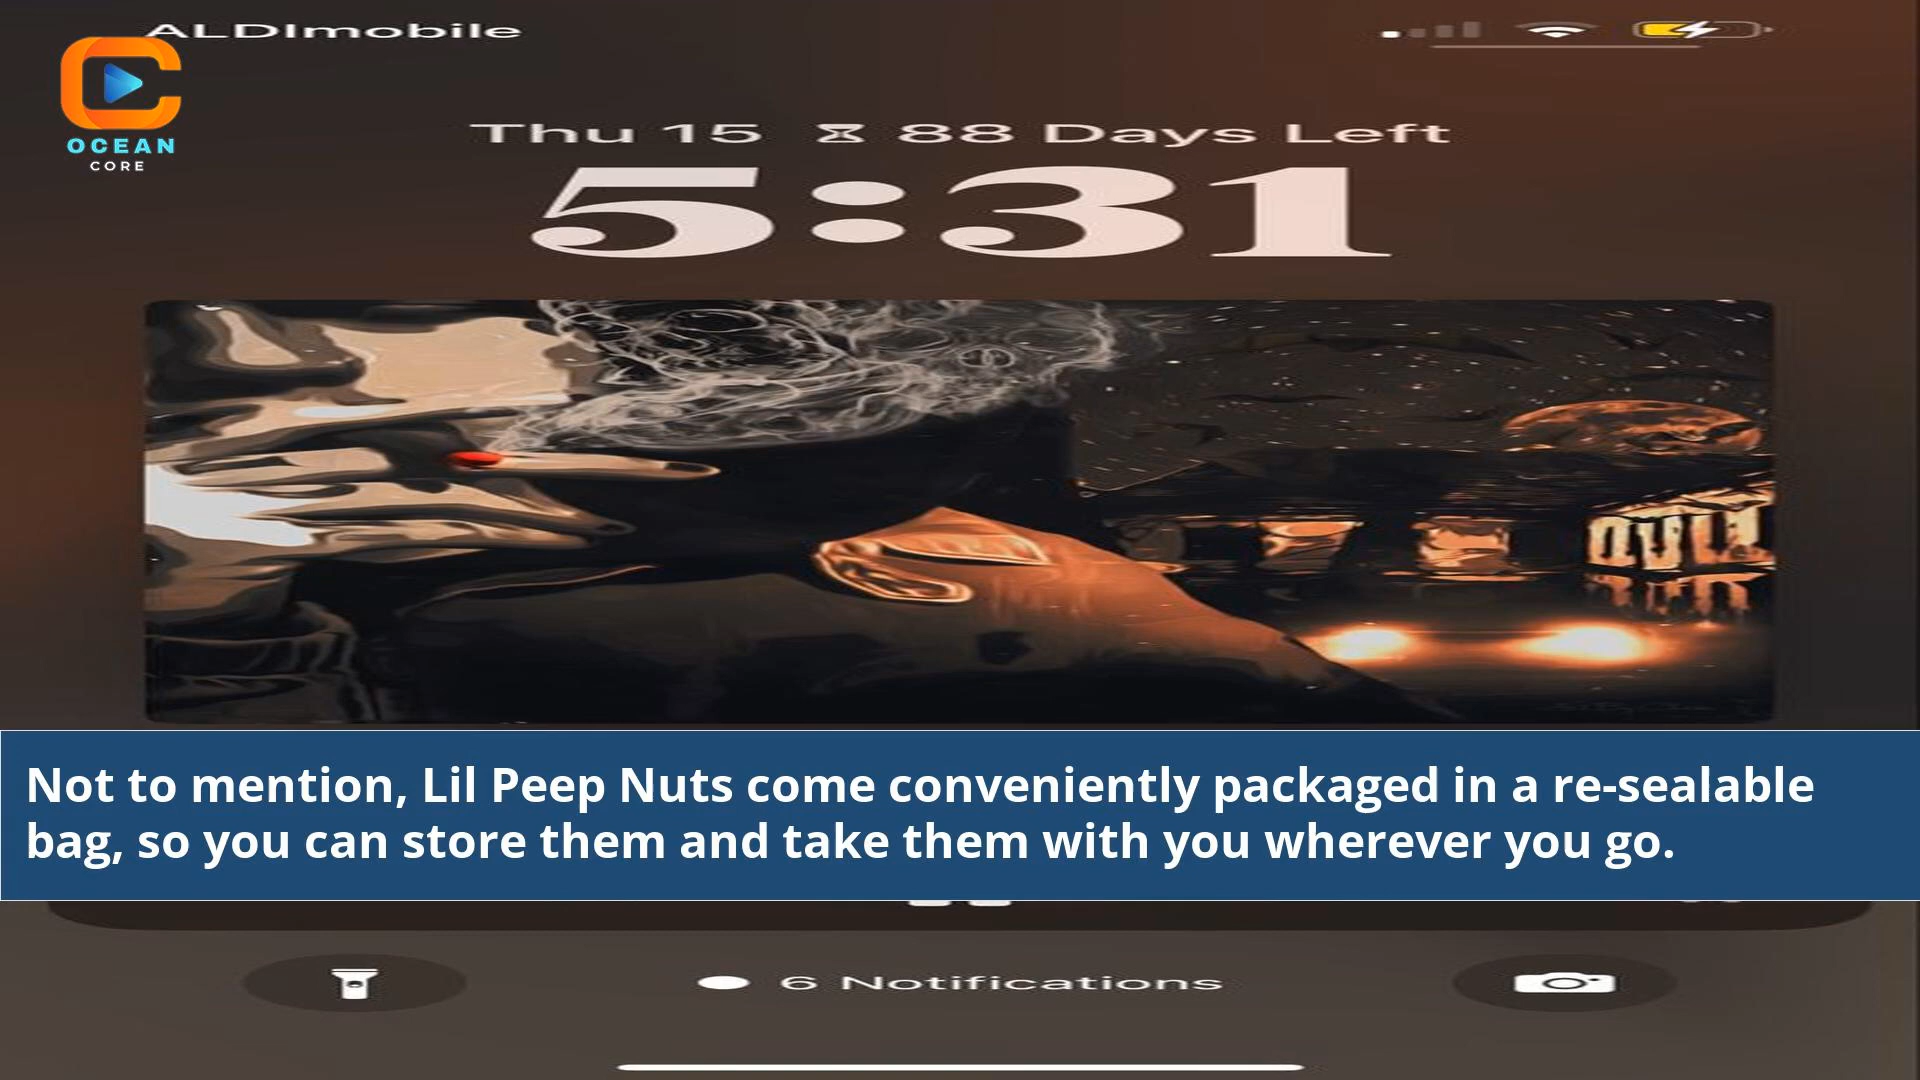 ALDImobile
OCEAN
CORE
Thu 15 88 Days Left
5:31
Not to mention, Lil Peep Nuts come conveniently packaged in a re-sealable
bag, so you can store them and take them with you wherever you go.
6 Notifications